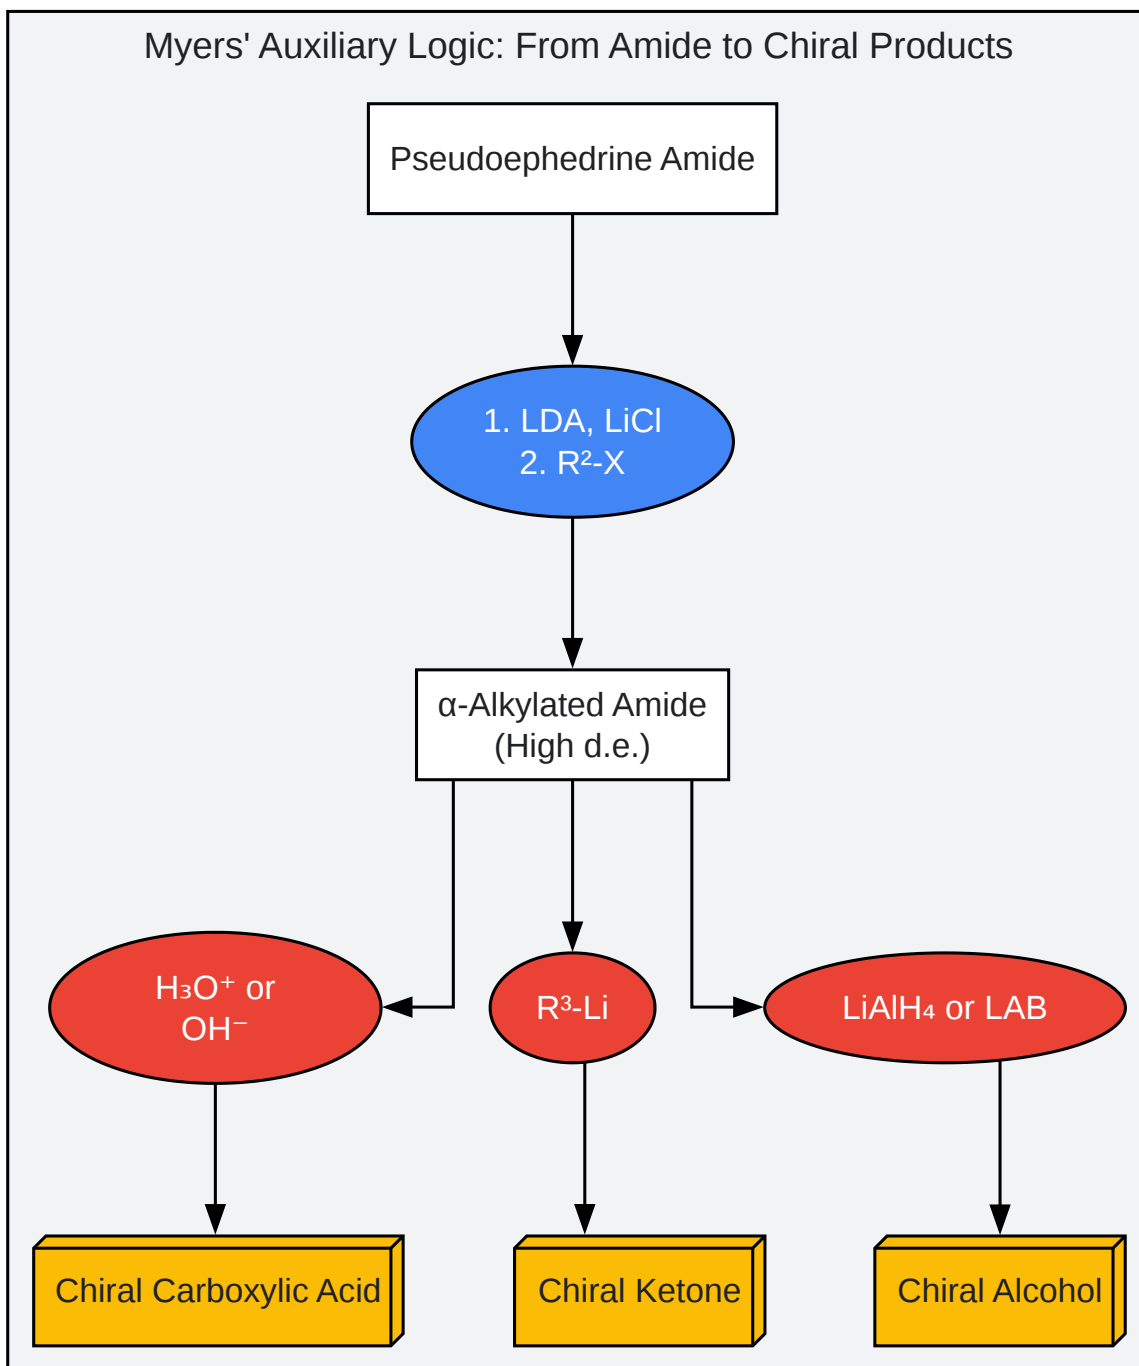 Myers' Auxiliary Logic: From Amide to Chiral Products
Pseudoephedrine Amide
1. LDA, LiCl
2. R²-X
α-Alkylated Amide
(High d.e.)
H₃O⁺ or
OH⁻
R³-Li
LiAlH₄ or LAB
Chiral Carboxylic Acid
Chiral Ketone
Chiral Alcohol